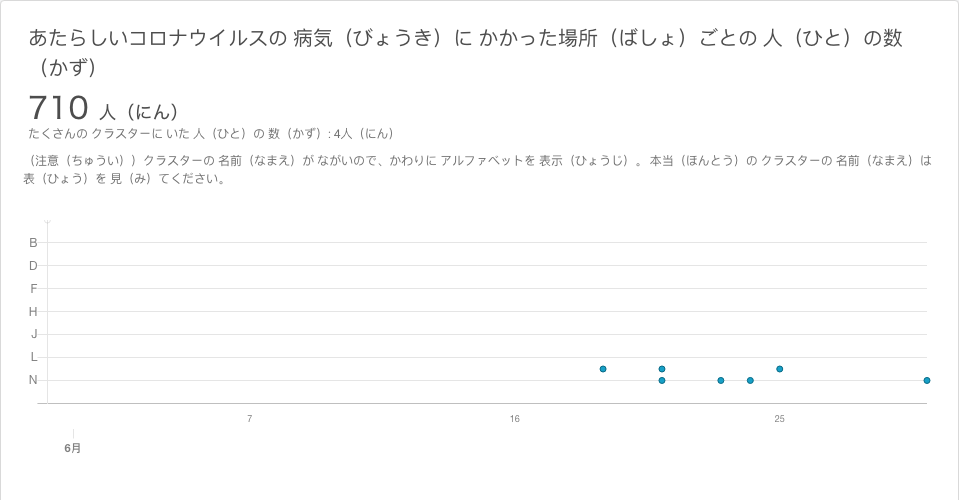 あたらしいコロナウイルスの 病気（びょうき）に かかった場所（ばしょ）ごとの 人（ひと）の数
（かず）
710 人（にん）
たくさんの クラスターに いた 人（ひと）の 数（かず）: 4人（にん）
（注意（ちゅうい））クラスターの 名前（なまえ）が ながいので、かわりに アルファベットを 表示（ひょうじ）。 本当（ほんとう）の クラスターの 名前（なまえ）は
表（ひょう）を 見（み）てください。
B
D
F
H
J
L
N
7 16 25
6月